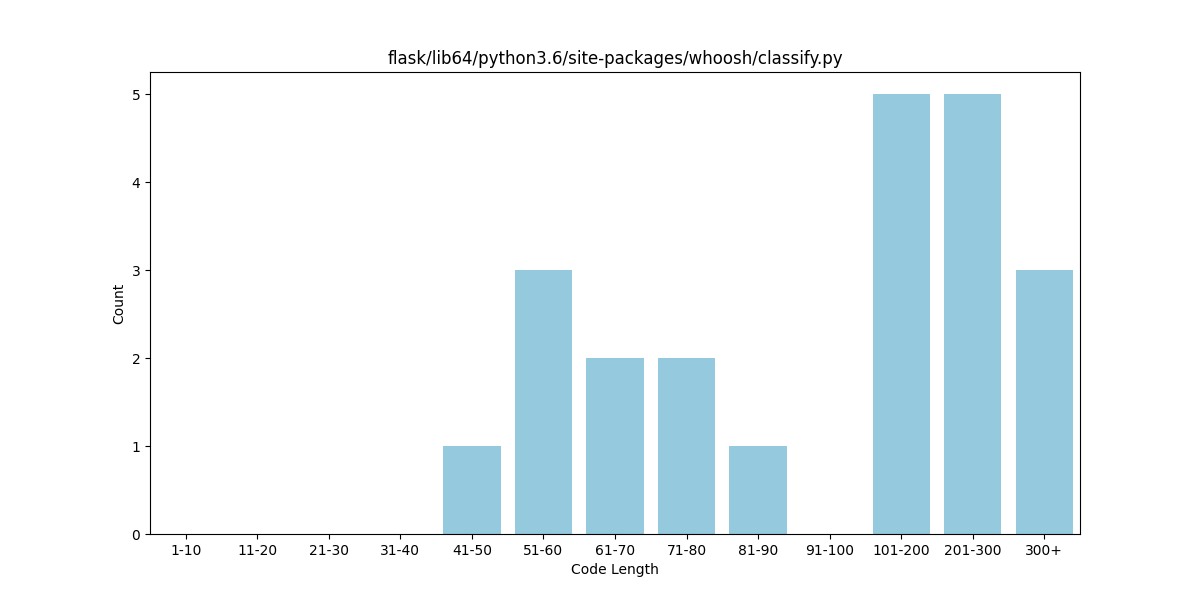 flask/lib64/python3.6/site-packages/whoosh/classify.py
5
4
3
2
1
0
Count
1-10 11-20 21-30 31-40 41-50 51-60 61-70 71-80 81-90 91-100 101-200 201-300 300+
Code Length